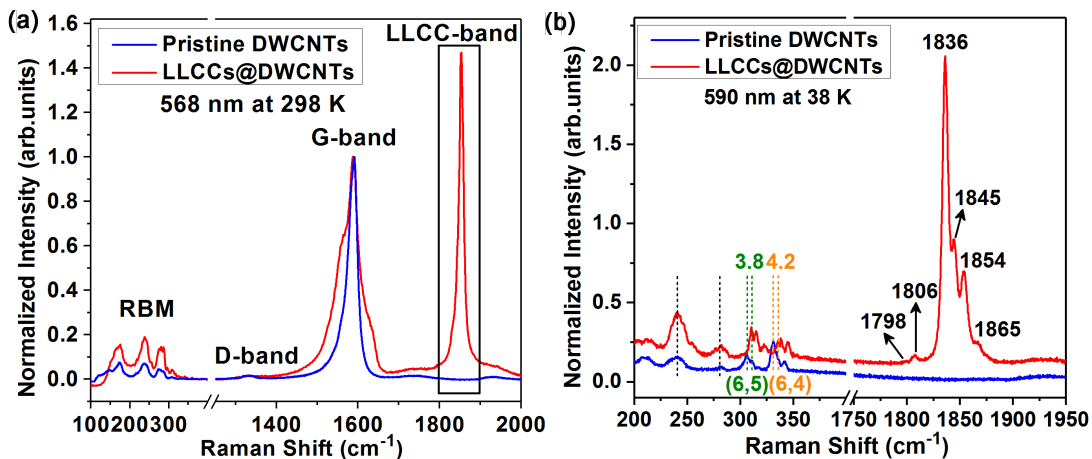 (a)
1.6
1.4
1.2
1.0
0.8
0.6
0.4
0.2
0.0
Normalized Intensity (arb.units)
Pristine DWCNTs
LLCCs@DWCNTs
568 nm at 298 K
LLCC-band
G-band
RBM
D-band
100 200 300 1400 1600 1800 2000
Raman Shift (cm-1)
(b)
2.0
1.5
1.0
0.5
0.0
Normalized Intensity (arb.units)
Pristine DWCNTs
LLCCs@DWCNTs
590 nm at 38 K
1836
1845
1854
1865
1806
1798
3.8 4.2
(6,5) (6,4)
200 250 300 350 1750 1800 1850 1900 1950
Raman Shift (cm-1)